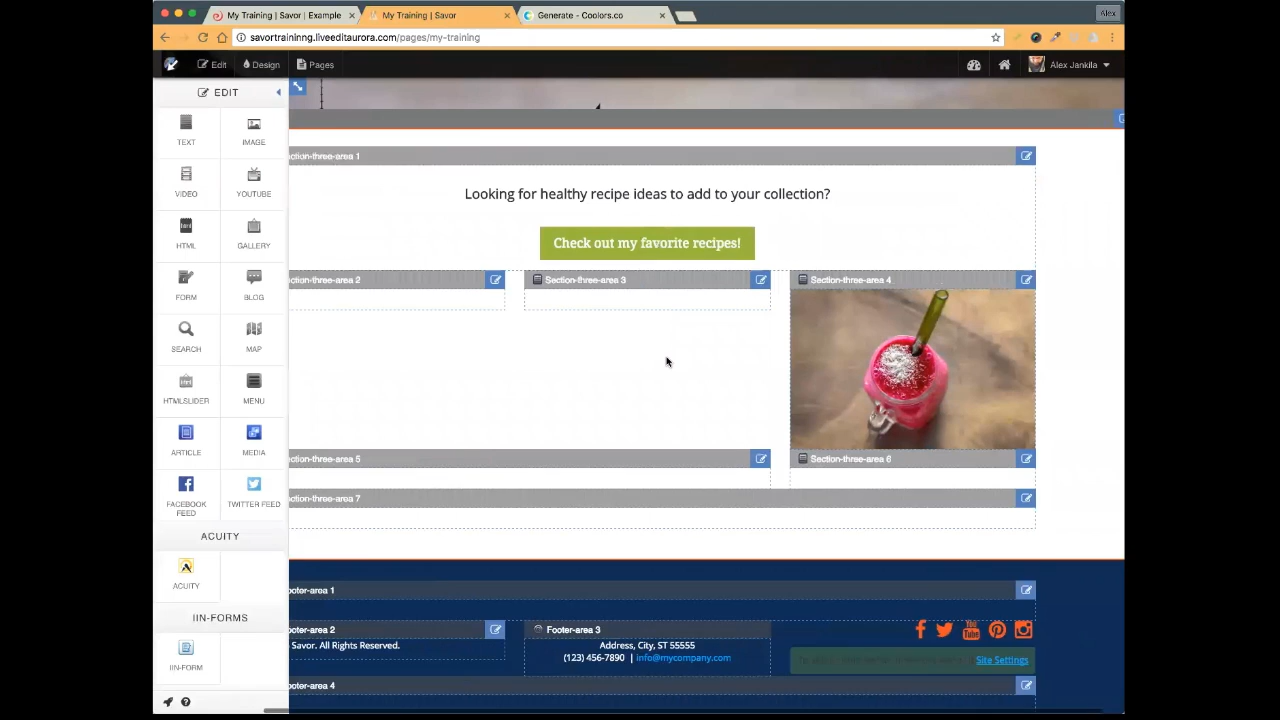 My Training | Savor | Example
My Training | Savor
Generate - Coolors.co
Alex
savortraininng.liveeditaurora.com/pages/my-training
Edit
Design
Pages
Alex Jankila
EDIT
TEXT
IMAGE
VIDEO
YOUTUBE
HTML
GALLERY
FORM
BLOG
SEARCH
MAP
HTMLSLIDER
MENU
ARTICLE
MEDIA
FACEBOOK FEED
TWITTER FEED
ACUITY
ACUITY
IIN-FORMS
IIN-FORM
ction-three-area 1
Looking for healthy recipe ideas to add to your collection?
Check out my favorite recipes!
ction-three-area 2
Section-three-area 3
Section-three-area 4
ction-three-area 5
Section-three-area 6
ction-three-area 7
ooter-area 1
ooter-area 2
Footer-area 3
Savor. All Rights Reserved.
Address, City, ST 55555
(123) 456-7890 | info@mycompany.com
Site Settings
ooter-area 4